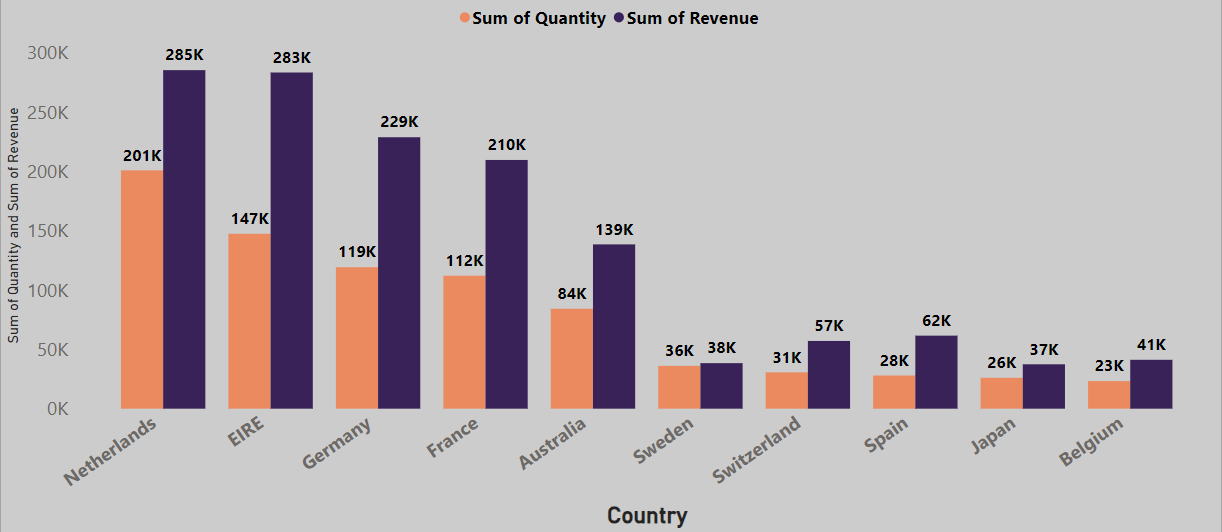 Sum of Quantity Sum of Revenue
Sum of Quantity and Sum of Revenue
300K
250K
200K
150K
100K
50K
0K
201K 285K
147K 283K
119K 229K
112K 210K
84K 139K
36K 38K
31K 57K
28K 62K
26K 37K
23K 41K
Netherlands
EIRE
Germany
France
Australia
Sweden
Switzerland
Spain
Japan
Belgium
Country